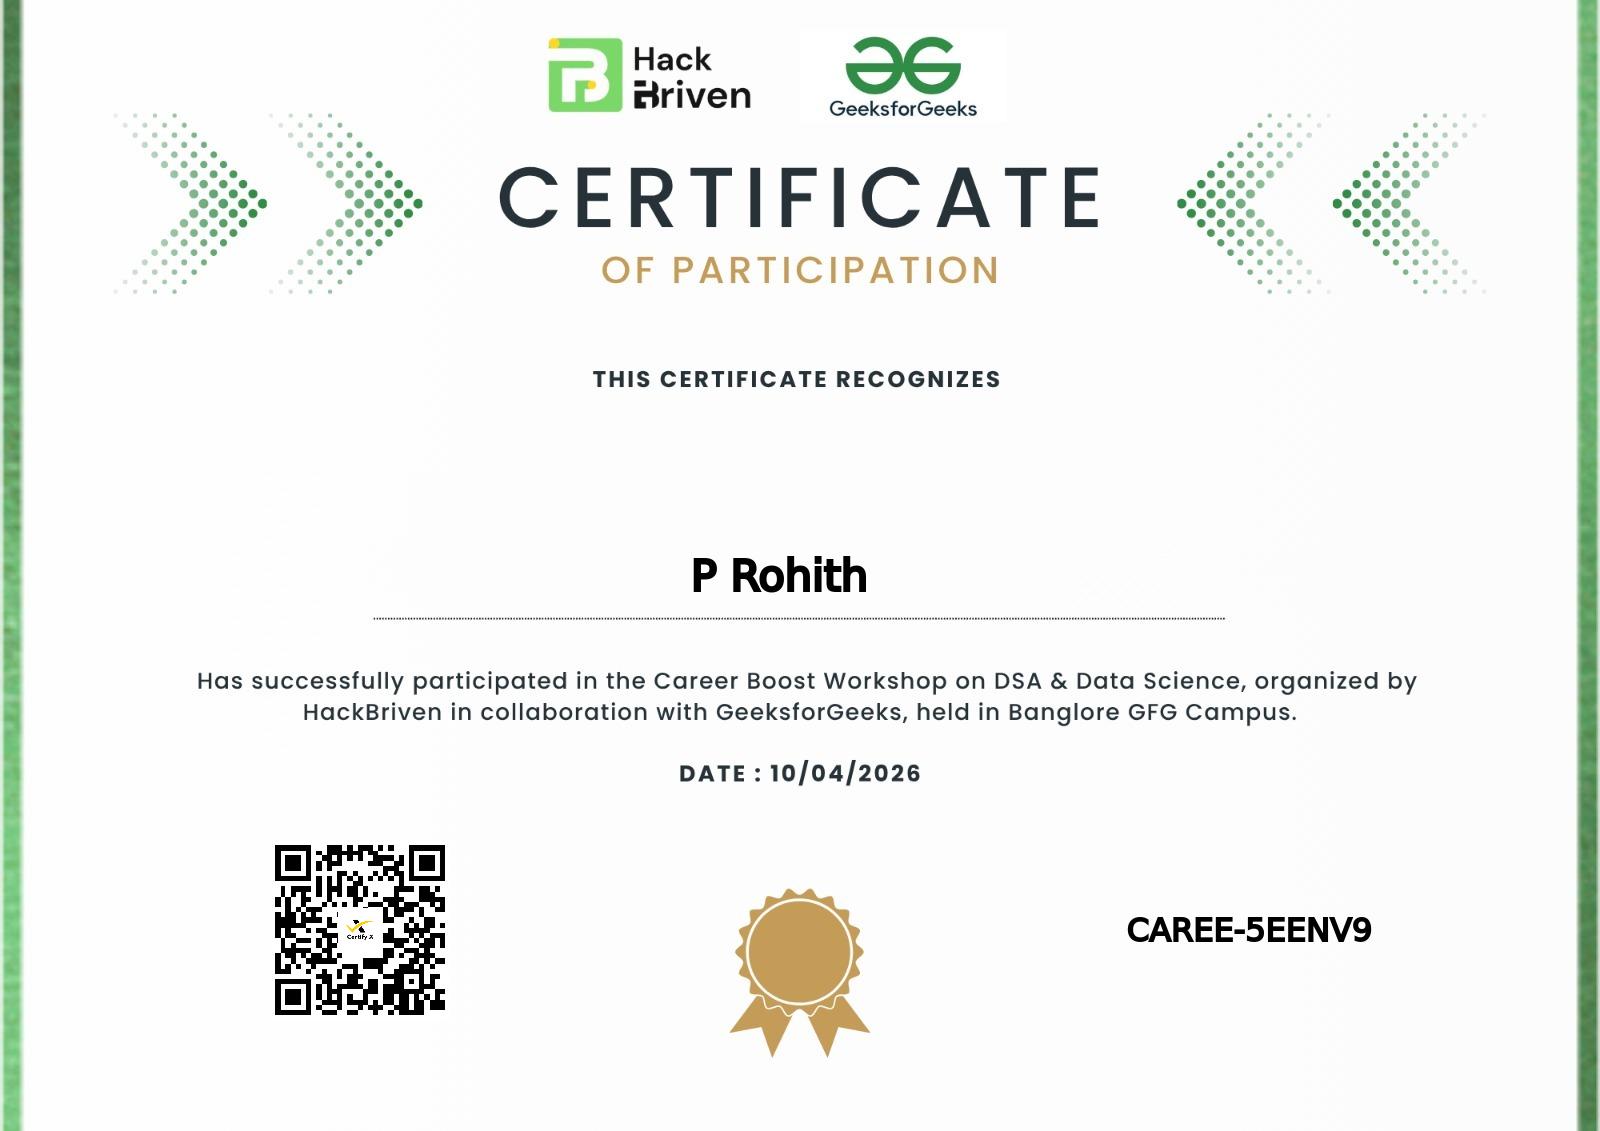 Hack
Briven
GeeksforGeeks
CERTIFICATE
OF PARTICIPATION
THIS CERTIFICATE RECOGNIZES
P Rohith
Has successfully participated in the Career Boost Workshop on DSA & Data Science, organized by
HackBriven in collaboration with GeeksforGeeks, held in Banglore GFG Campus.
DATE : 10/04/2026
Certify X
CAREE-5EENV9